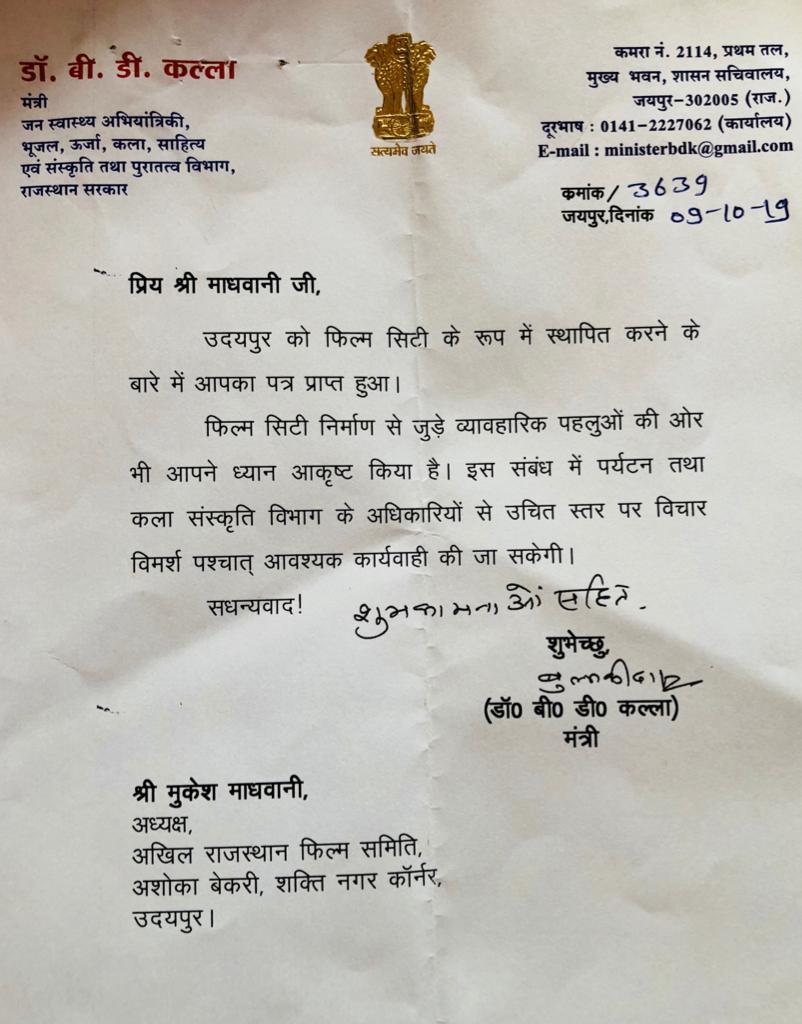 डॉ. बी. डी. कल्ला
मंत्री
जन स्वास्थ्य अभियांत्रिकी,
भूजल, ऊर्जा, कला, साहित्य
एवं संस्कृति तथा पुरातत्व विभाग,
राजस्थान सरकार
सत्यमेव जयते
कमरा नं. 2114, प्रथम तल,
मुख्य भवन, शासन सचिवालय,
जयपुर-302005 (राज.)
दूरभाष : 0141-2227062 (कार्यालय)
E-mail : ministerbdk@gmail.com
कमांक / 3639
जयपुर,दिनांक 09-10-19
प्रिय श्री माधवानी जी,
उदयपुर को फिल्म सिटी के रूप में स्थापित करने के
बारे में आपका पत्र प्राप्त हुआ।
फिल्म सिटी निर्माण से जुड़े व्यावहारिक पहलुओं की ओर
भी आपने ध्यान आकृष्ट किया है। इस संबंध में पर्यटन तथा
कला संस्कृति विभाग के अधिकारियों से उचित स्तर पर विचार
विमर्श पश्चात् आवश्यक कार्यवाही की जा सकेगी।
सधन्यवाद! शुभकामनाओं सहित.
शुभेच्छु,
बुलाकीदास
(डॉ0 बी0 डी0 कल्ला)
मंत्री
श्री मुकेश माधवानी,
अध्यक्ष,
अखिल राजस्थान फिल्म समिति,
अशोका बेकरी, शक्ति नगर कॉर्नर,
उदयपुर।